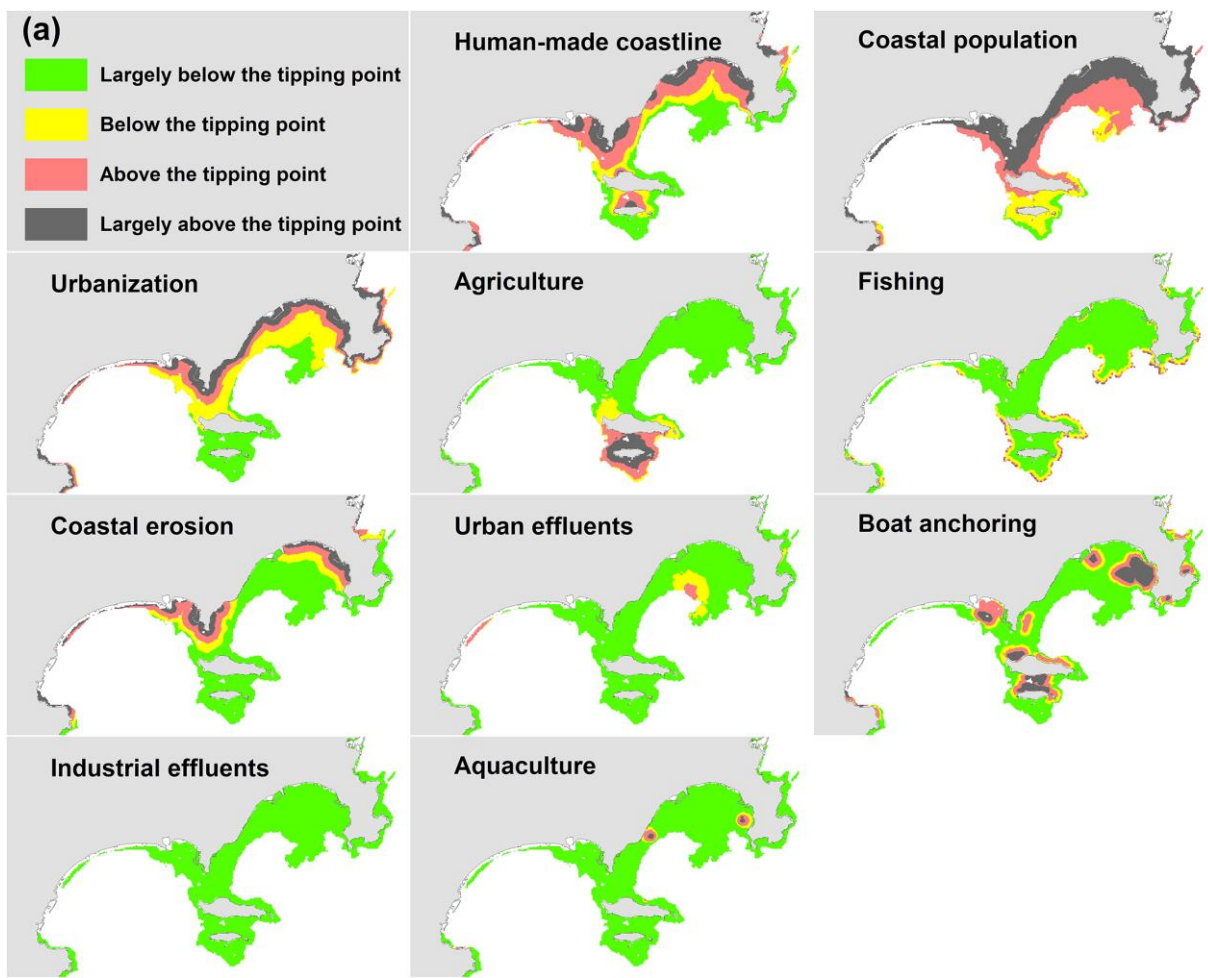 (a)
Largely below the tipping point
Below the tipping point
Above the tipping point
Largely above the tipping point
Human-made coastline
Coastal population
Urbanization
Agriculture
Fishing
Coastal erosion
Urban effluents
Boat anchoring
Industrial effluents
Aquaculture